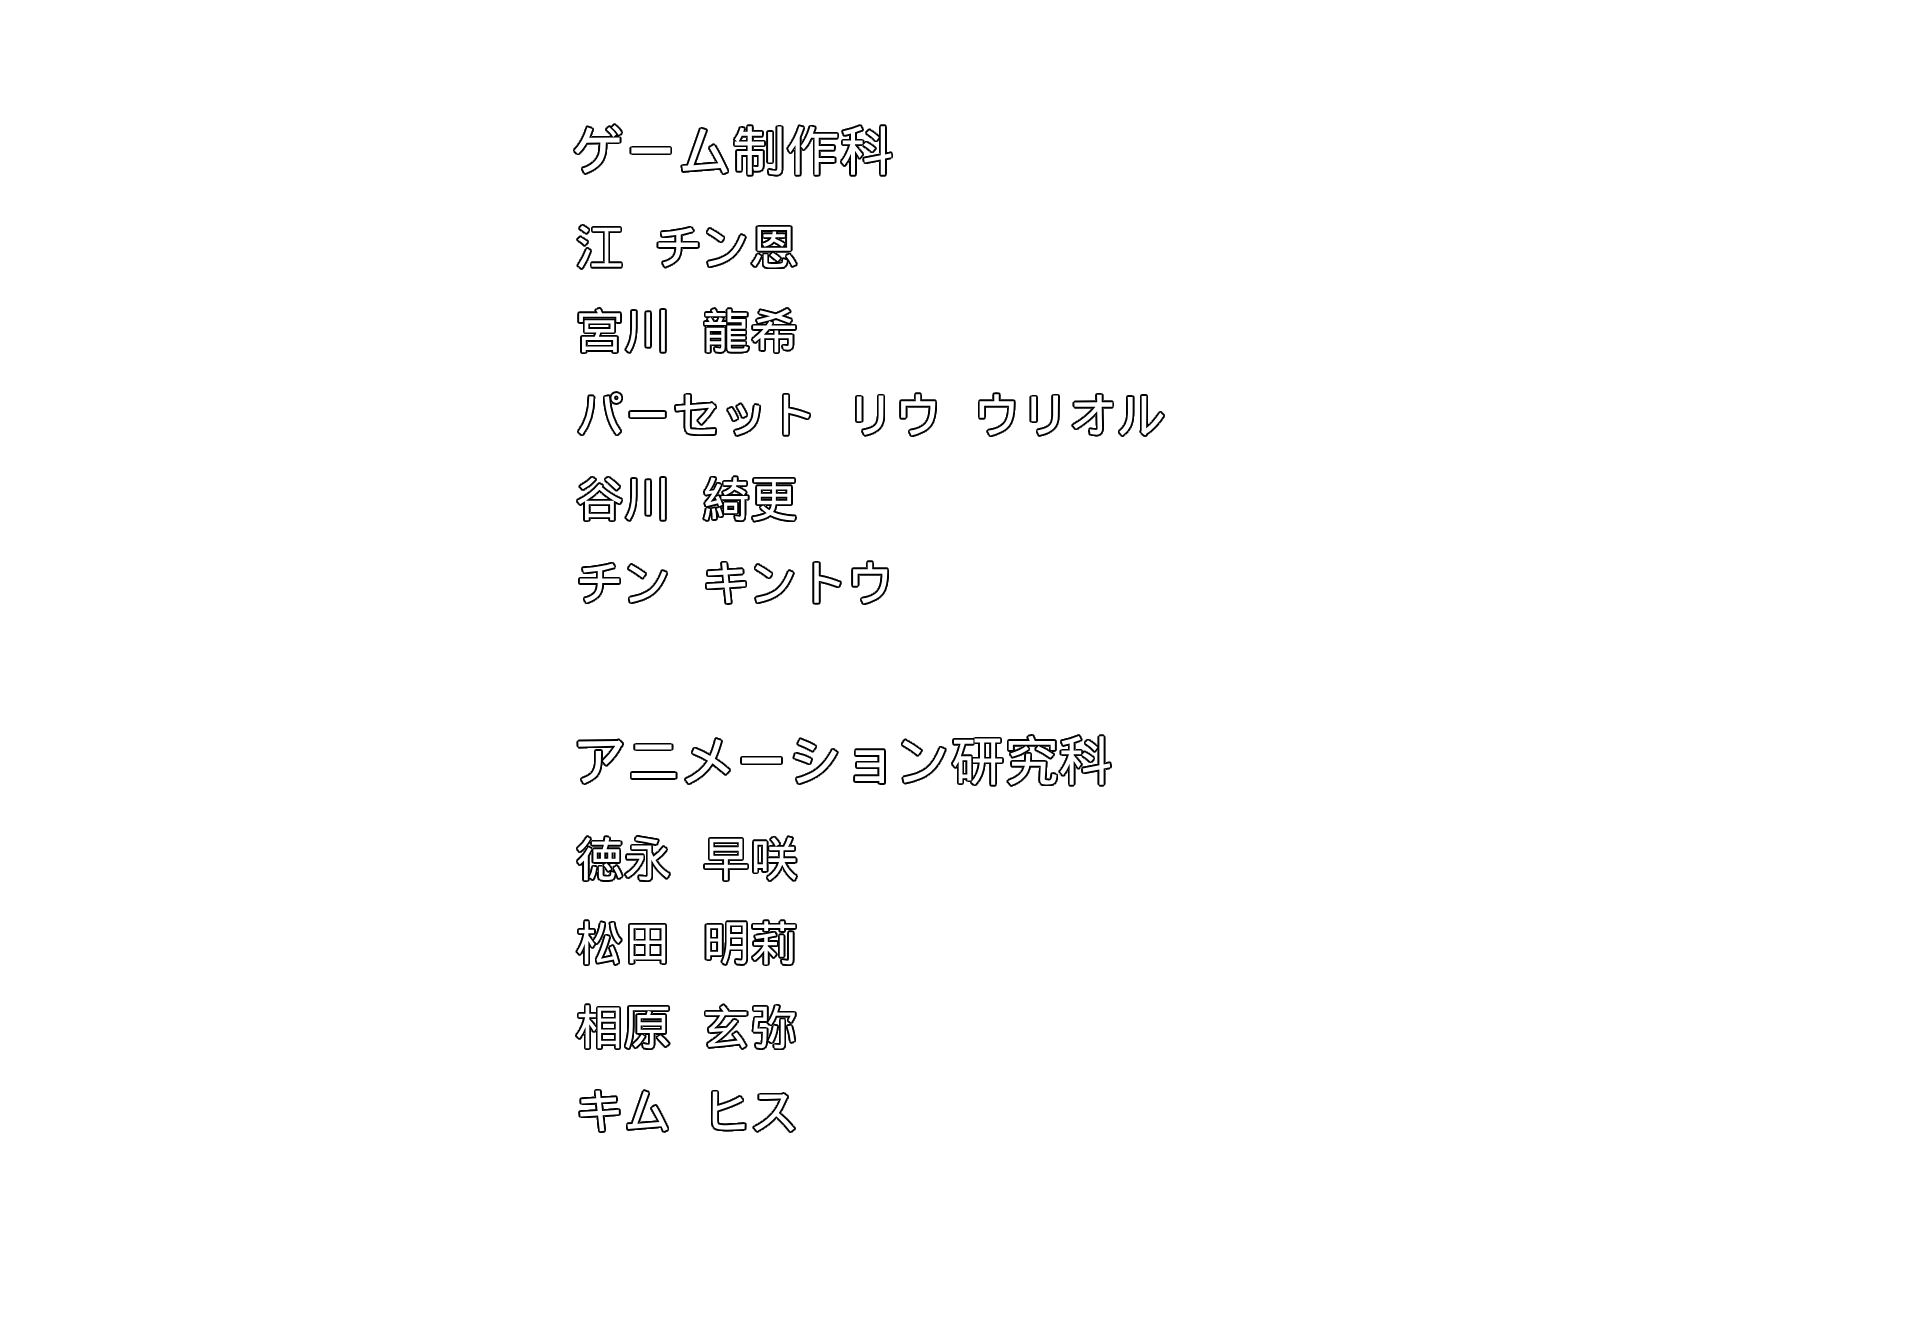 ゲーム制作科
江 チン恩
宮川 龍希
パーセット リウ ウリオル
谷川 綺更
チン キントウ
アニメーション研究科
徳永 早咲
松田 明莉
相原 玄弥
キム ヒス